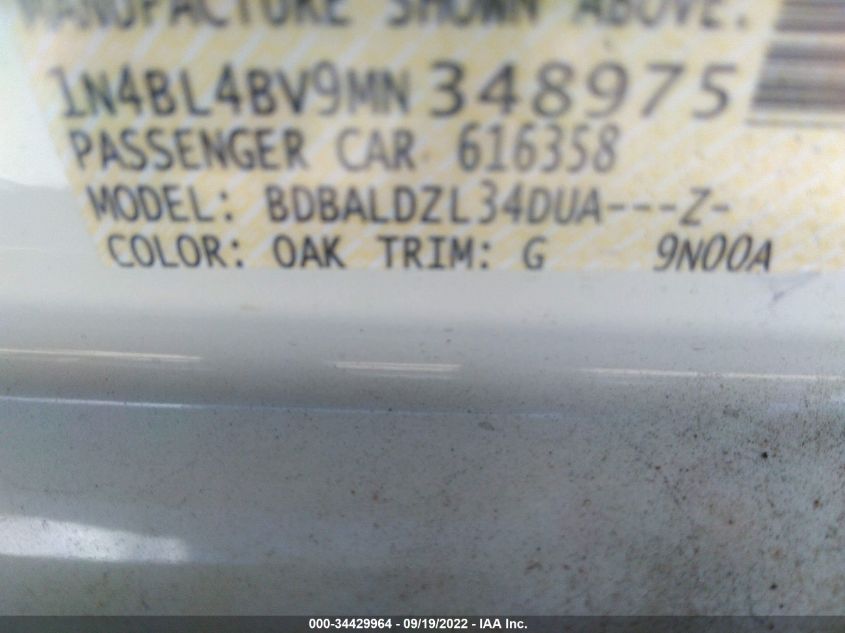 MANUFACTURE SHOWN ABOVE.
1N4BL4BV9MN348975
PASSENGER CAR 616358
MODEL: BDBALDZL34DUA---Z-
COLOR: QAK TRIM: G 9N00A
000-34429964 - 09/19/2022 - IAA Inc.